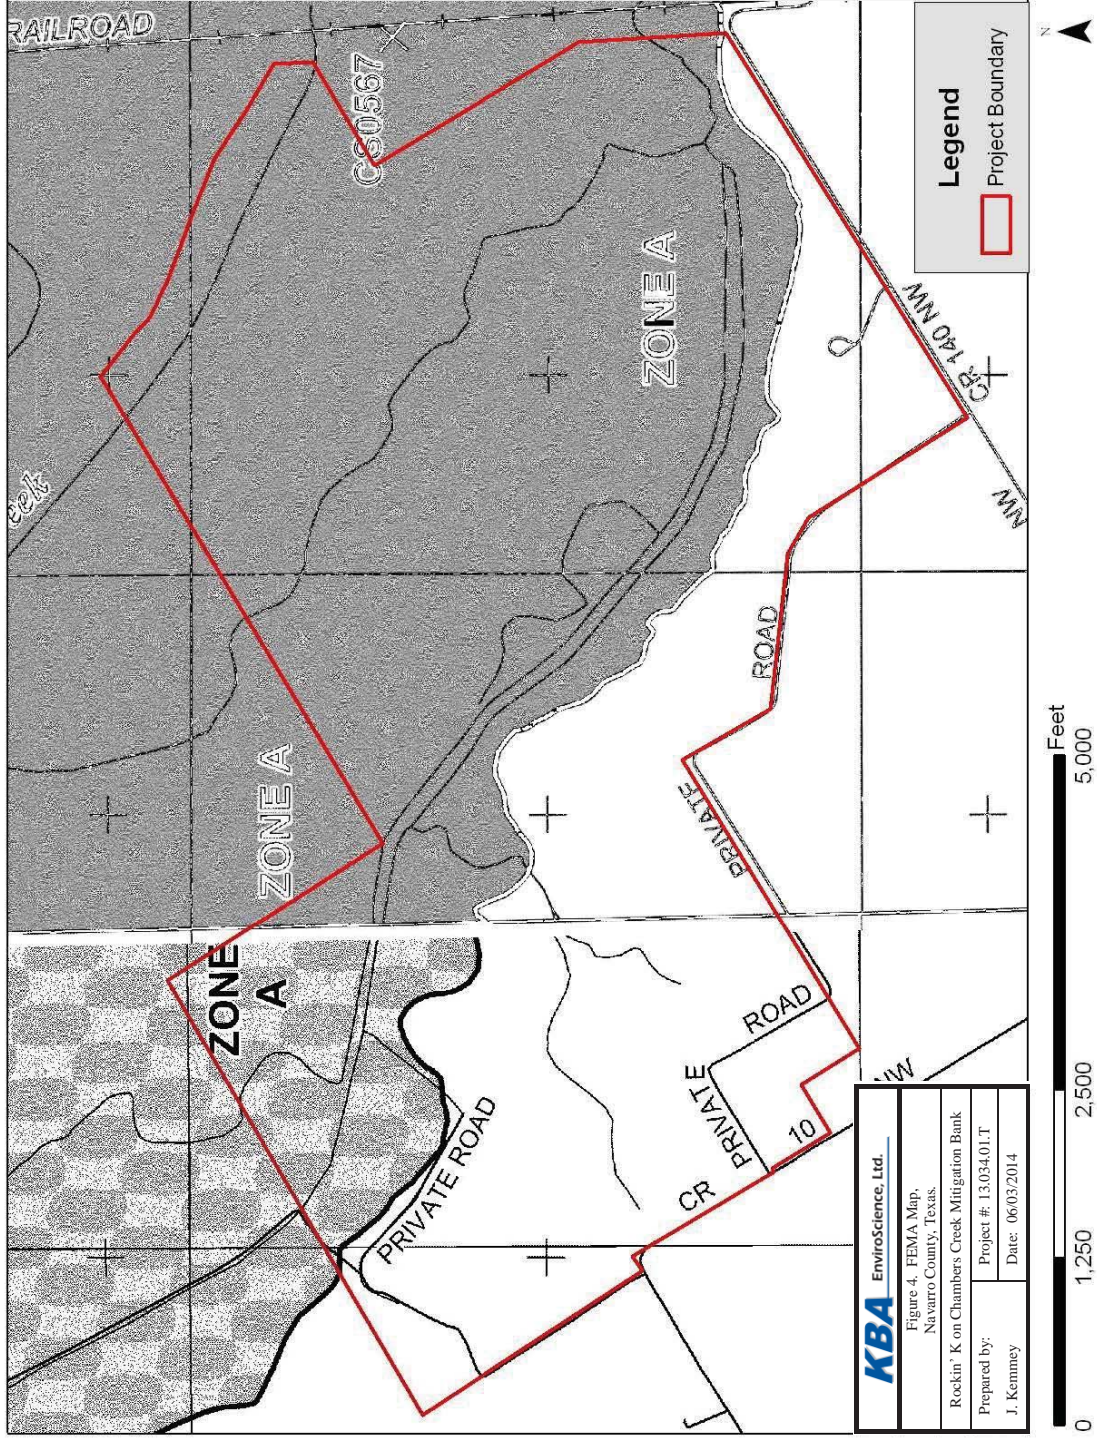 RAILROAD
CS0567
eek
ZONE A
ZONE A
ZONE
A
CR 140 NW
NW
ROAD
PRIVATE
ROAD
PRIVATE
PRIVATE ROAD
CR
10
NW
N
Legend
Project Boundary
KBA EnviroScience, Ltd.
Figure 4. FEMA Map,
Navarro County, Texas.
Rockin' K on Chambers Creek Mitigation Bank
Prepared by:
J. Kemmey
Project #: 13.034.01.T
Date: 06/03/2014
Feet
0 1,250 2,500 5,000